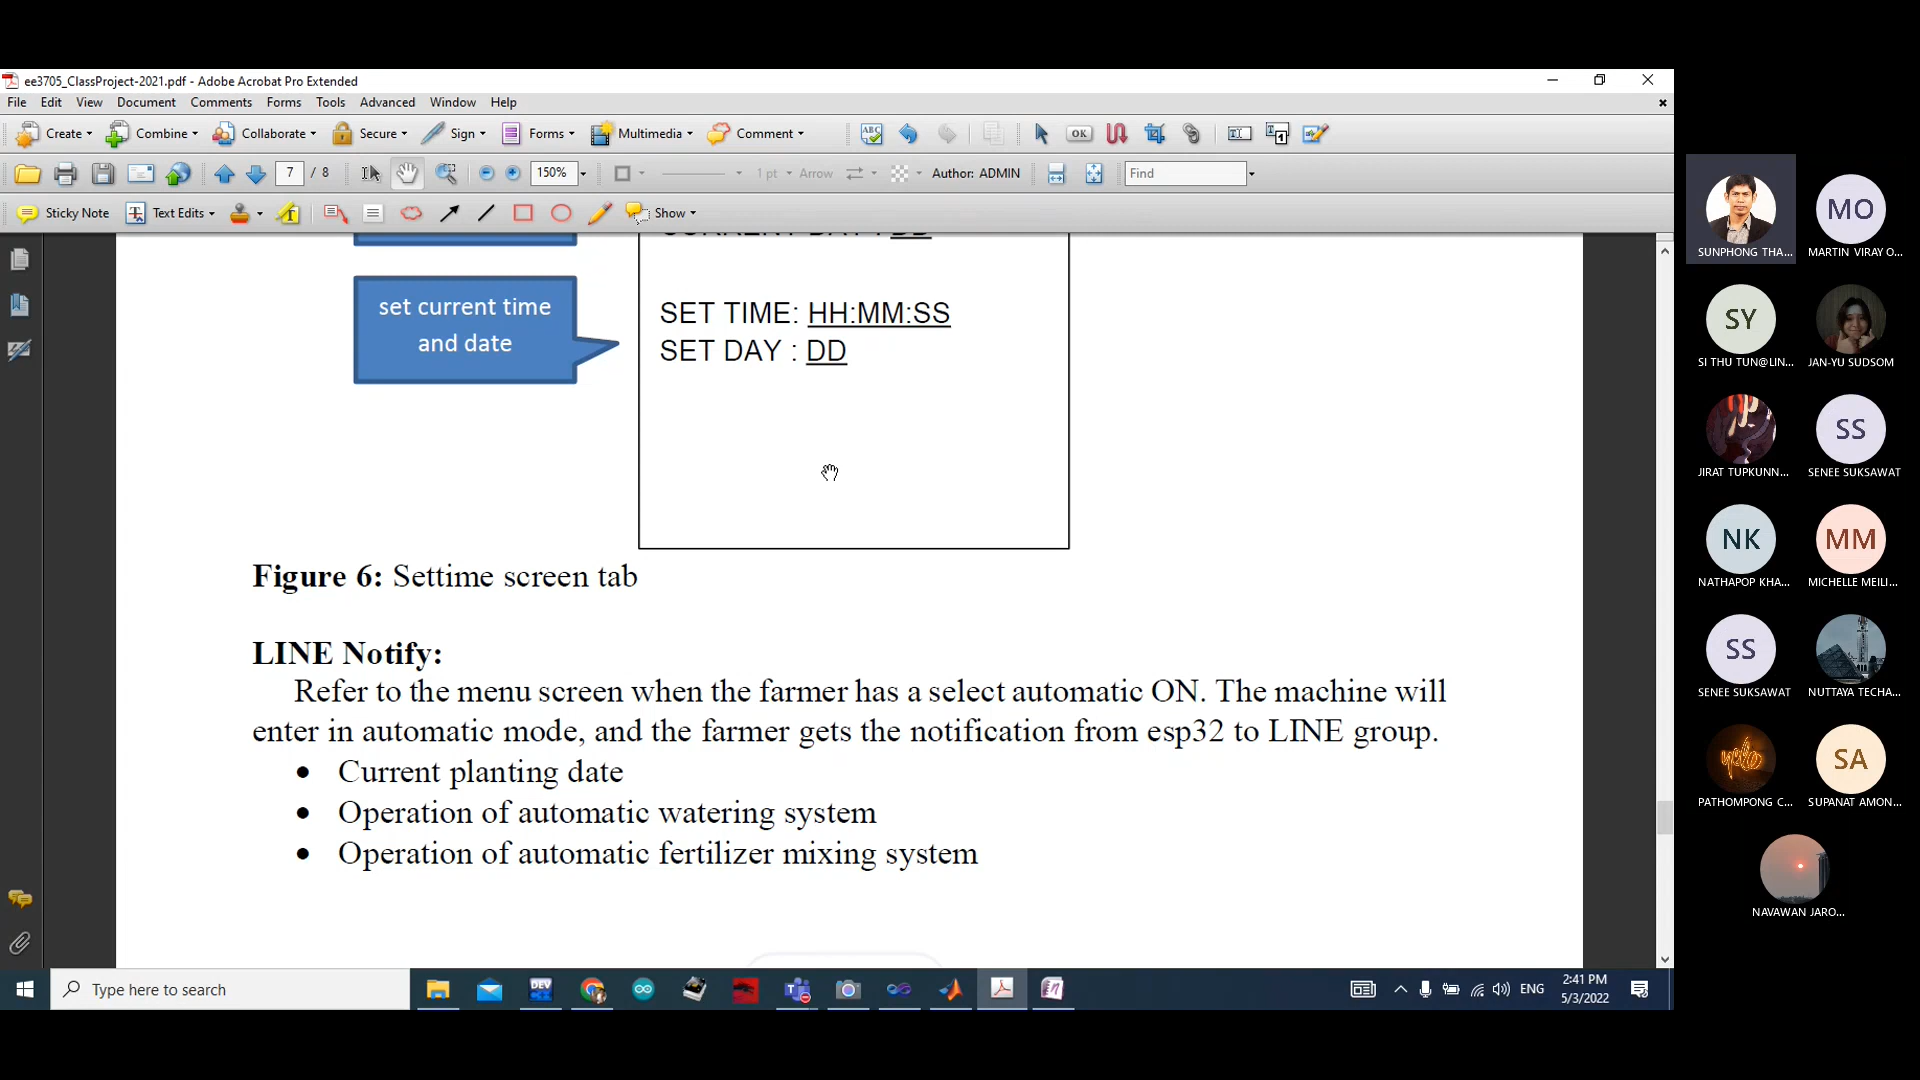 ee3705_ClassProject-2021.pdf - Adobe Acrobat Pro Extended
File Edit View Document Comments Forms Tools Advanced Window Help
Create Combine Collaborate Secure Sign Forms Multimedia Comment
7 / 8 150% 1 pt Arrow Author: ADMIN Find
Sticky Note Text Edits Show
CURRENT DAY : DD
set current time
and date
SET TIME: HH:MM:SS
SET DAY : DD
Figure 6: Settime screen tab
LINE Notify:
Refer to the menu screen when the farmer has a select automatic ON. The machine will
enter in automatic mode, and the farmer gets the notification from esp32 to LINE group.
• Current planting date
• Operation of automatic watering system
• Operation of automatic fertilizer mixing system
Type here to search
DEV
ENG
2:41 PM
5/3/2022
SUNPHONG THA...
MO
MARTIN VIRAY O...
SY
SI THU TUN@LIN...
JAN-YU SUDSOM
JIRAT TUPKUNN...
SS
SENEE SUKSAWAT
NK
NATHAPOP KHA...
MM
MICHELLE MEILI...
SS
SENEE SUKSAWAT
NUTTAYA TECHA...
yolo
PATHOMPONG C...
SA
SUPANAT AMON...
NAVAWAN JARO...